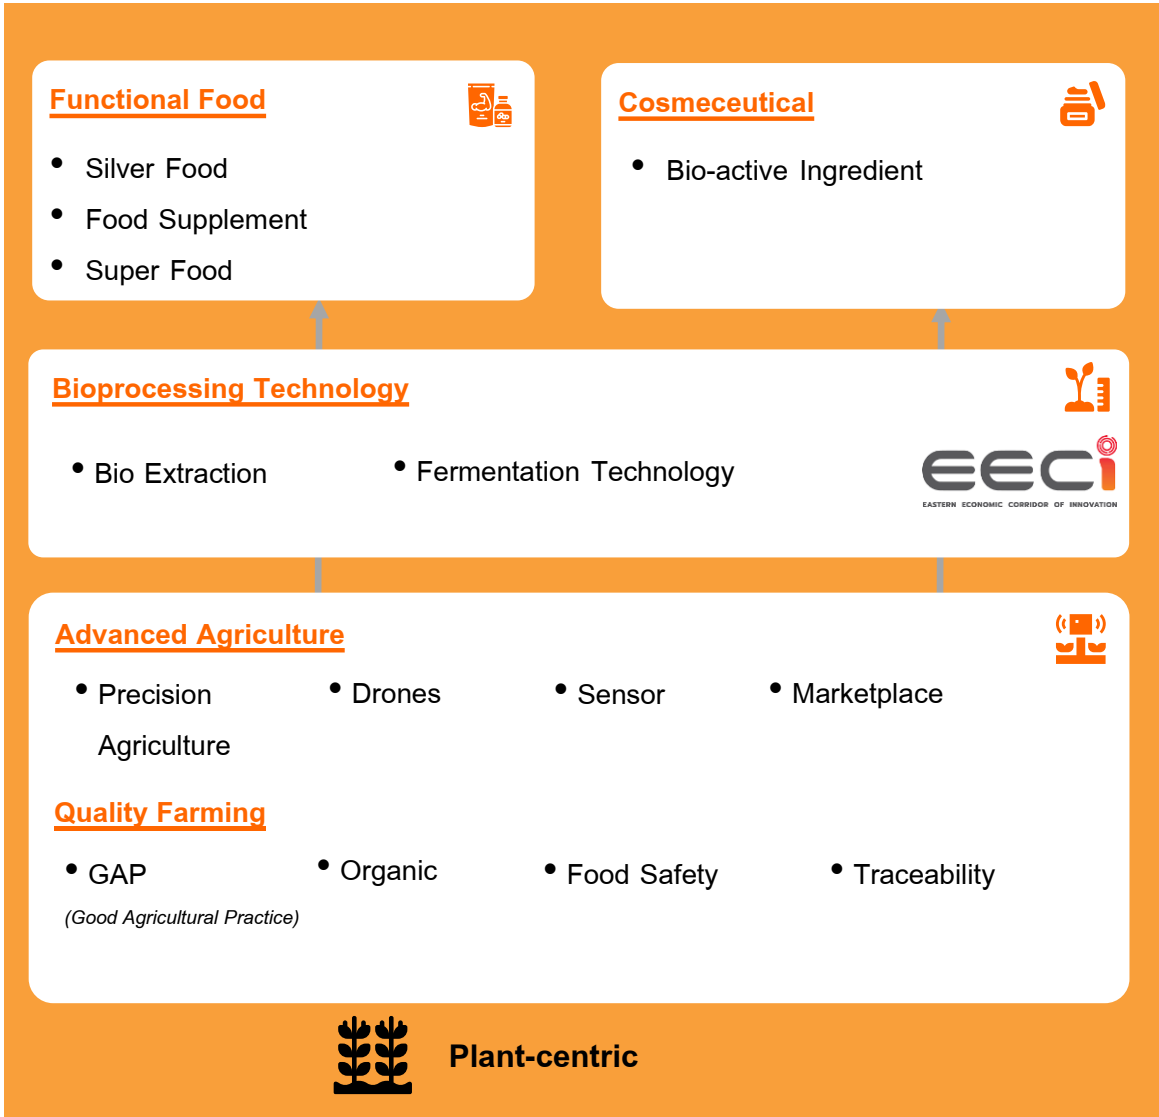 Functional Food
• Silver Food
• Food Supplement
• Super Food
Cosmeceutical
• Bio-active Ingredient
Bioprocessing Technology
• Bio Extraction
• Fermentation Technology
eeci
EASTERN ECONOMIC CORRIDOR OF INNOVATION
Advanced Agriculture
• Precision
Agriculture
• Drones
• Sensor
• Marketplace
Quality Farming
• GAP
(Good Agricultural Practice)
• Organic
• Food Safety
• Traceability
Plant-centric